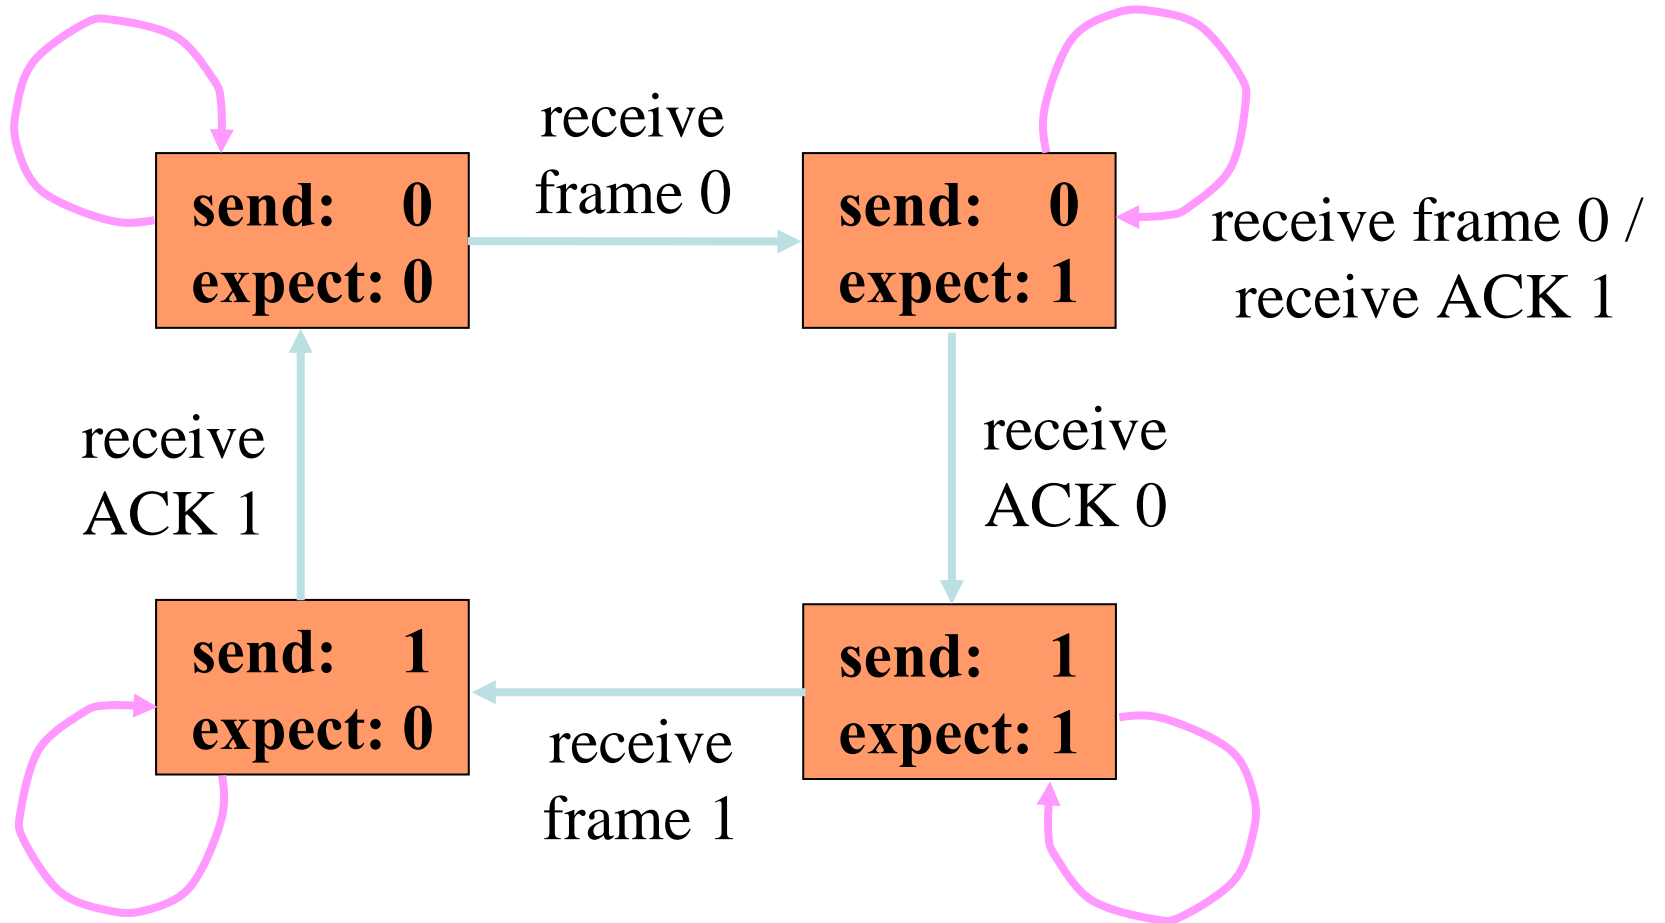 receive
frame 0
send: 0
expect: 0
send: 0
expect: 1
receive frame 0 /
receive ACK 1
receive
ACK 1
receive
ACK 0
send: 1
expect: 0
send: 1
expect: 1
receive
frame 1